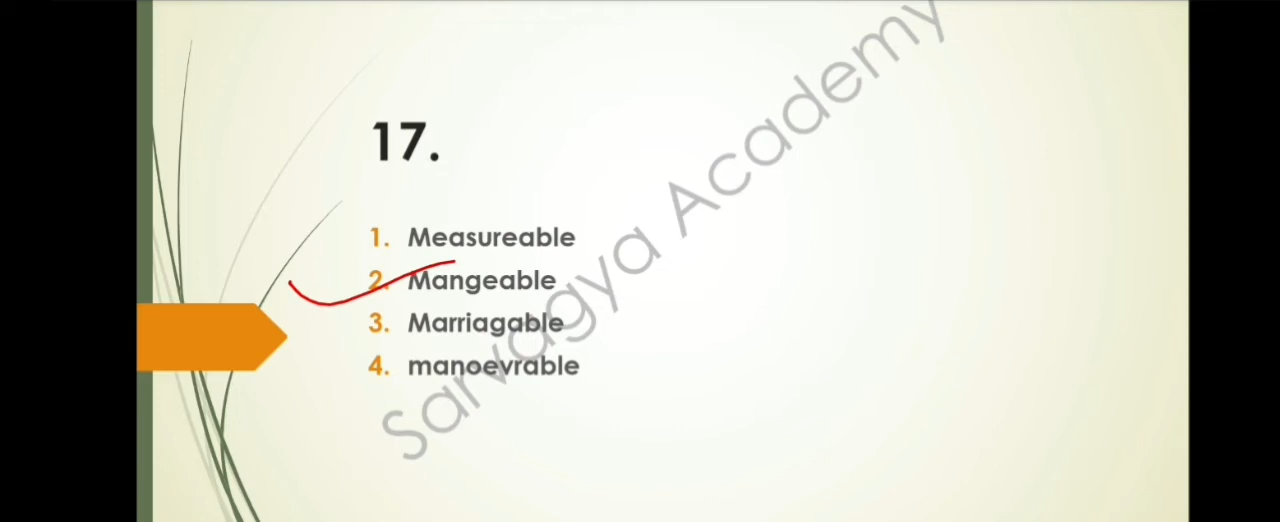 17.
1. Measureable
2. Mangeable
3. Marriagable
4. manoevrable
Sarvagya Academy